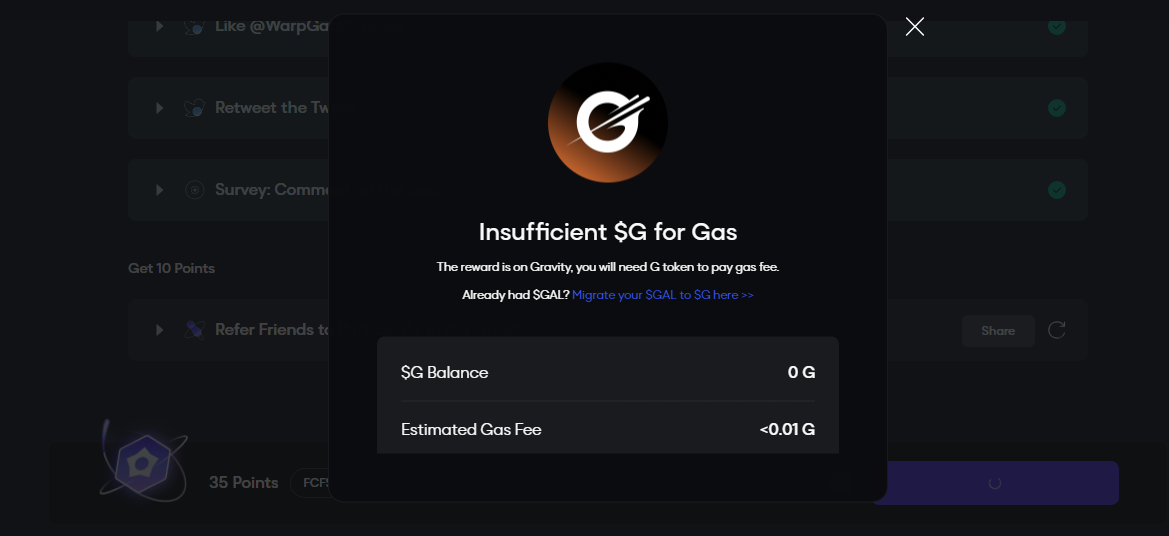 Like @WarpGa
Retweet the Tw
Survey: Comme
Get 10 Points
Refer Friends to
Share
35 Points
FCFS
Insufficient $G for Gas
The reward is on Gravity, you will need G token to pay gas fee.
Already had $GAL? Migrate your $GAL to $G here >>
$G Balance 0 G
Estimated Gas Fee <0.01 G